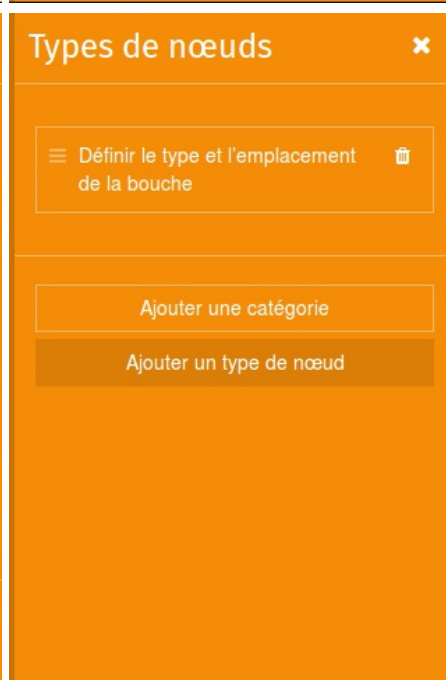 Types de nœuds
Définir le type et l'emplacement
de la bouche
Ajouter une catégorie
Ajouter un type de nœud